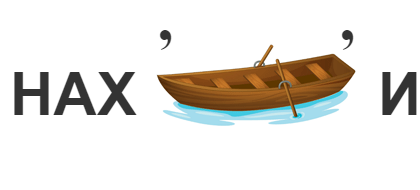 НАХ , , И